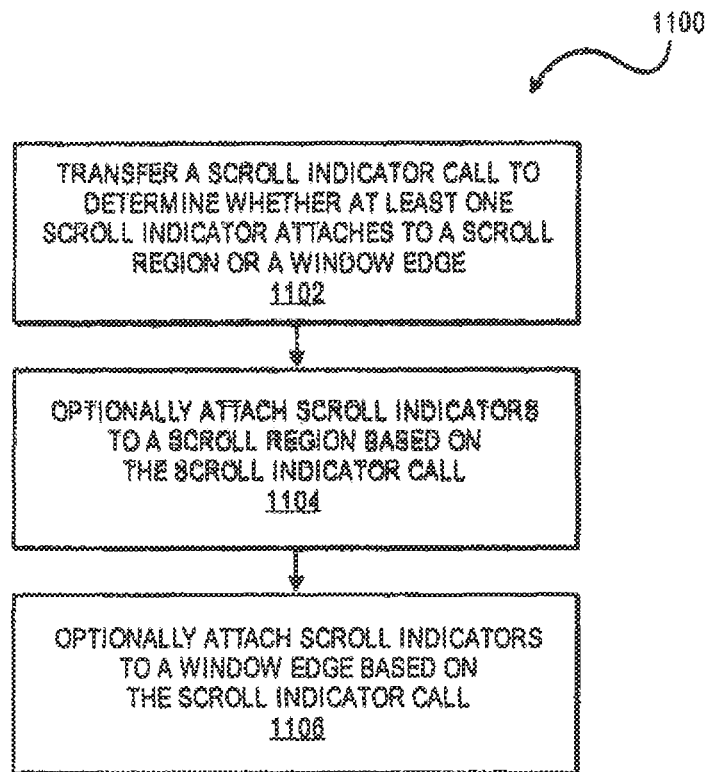 1100
TRANSFER A SCROLL INDICATOR CALL TO
DETERMINE WHETHER AT LEAST ONE
SCROLL INDICATOR ATTACHES TO A SCROLL
REGION OR A WINDOW EDGE
1102
OPTIONALLY ATTACH SCROLL INDICATORS
TO A SCROLL REGION BASED ON
THE SCROLL INDICATOR CALL
1104
OPTIONALLY ATTACH SCROLL INDICATORS
TO A WINDOW EDGE BASED ON
THE SCROLL INDICATOR CALL
1106